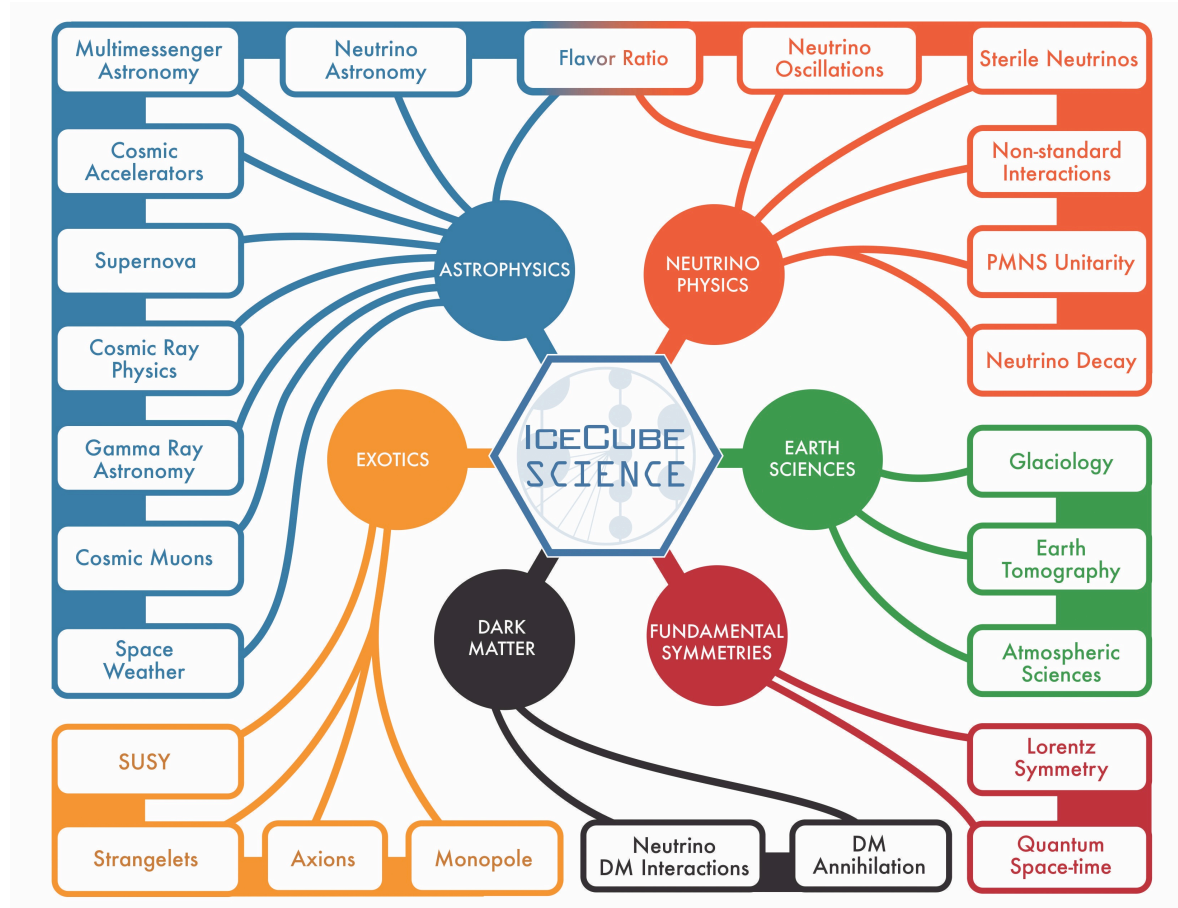 Multimessenger
Astronomy
Neutrino
Astronomy
Flavor Ratio
Neutrino
Oscillations
Sterile Neutrinos
Cosmic
Accelerators
Non-standard
Interactions
Supernova
ASTROPHYSICS
NEUTRINO
PHYSICS
PMNS Unitarity
Cosmic Ray
Physics
Neutrino Decay
Gamma Ray
Astronomy
EXOTICS
ICECUBE
SCIENCE
EARTH
SCIENCES
Glaciology
Cosmic Muons
Earth
Tomography
Space
Weather
DARK
MATTER
FUNDAMENTAL
SYMMETRIES
Atmospheric
Sciences
SUSY
Lorentz
Symmetry
Strangelets
Axions
Monopole
Neutrino
DM Interactions
DM
Annihilation
Quantum
Space-time